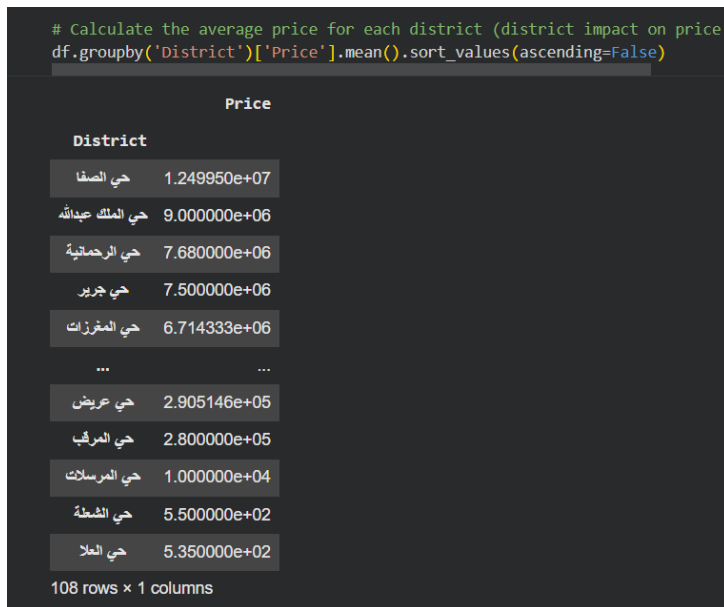 # Calculate the average price for each district (district impact on price
df.groupby('District')['Price'].mean().sort_values(ascending=False)
Price
District
حي الصفا 1.249950e+07
حي الملك عبدالله 9.000000e+06
حي الرحمانية 7.680000e+06
حي جرير 7.500000e+06
حي المغرزات 6.714333e+06
... ...
حي عريض 2.905146e+05
حي المرقب 2.800000e+05
حي المرسلات 1.000000e+04
حي الشعلة 5.500000e+02
حي العلا 5.350000e+02
108 rows × 1 columns